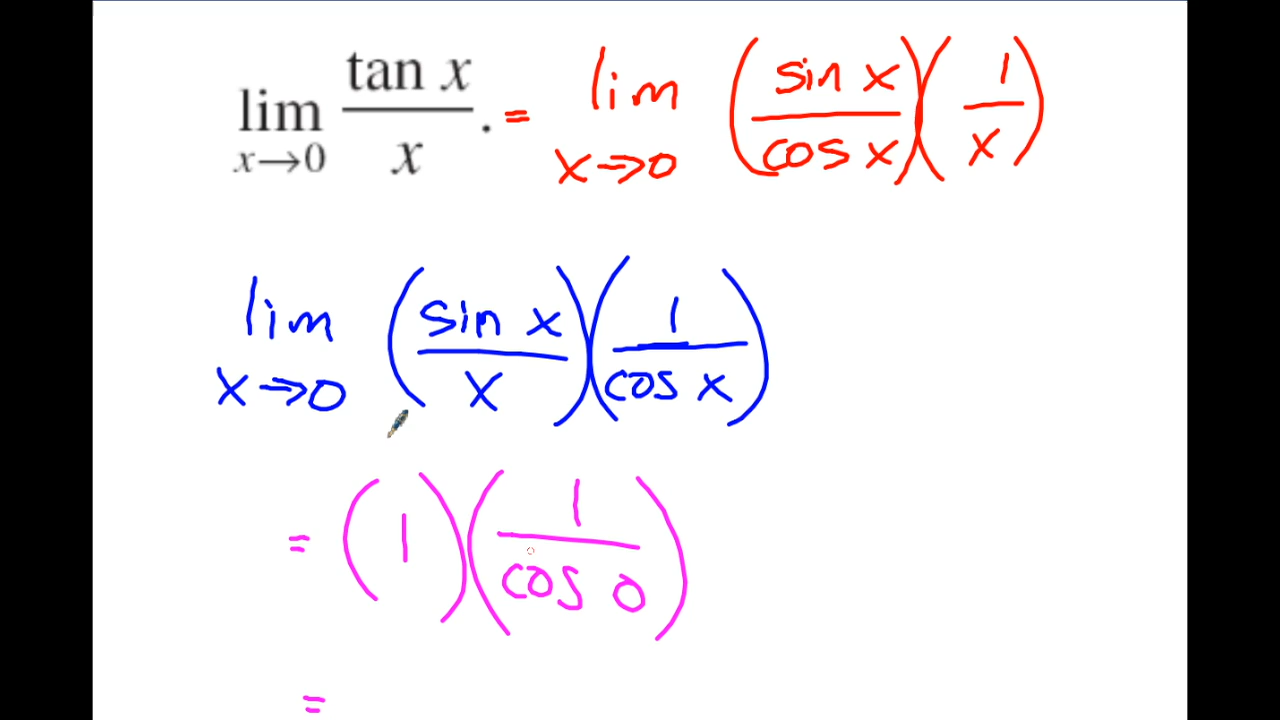 lim x→0 tan x / x . = lim x→0 (sin x / cos x)(1 / x)
lim x→0 (sin x / x)(1 / cos x)
= (1)(1 / cos 0)
=